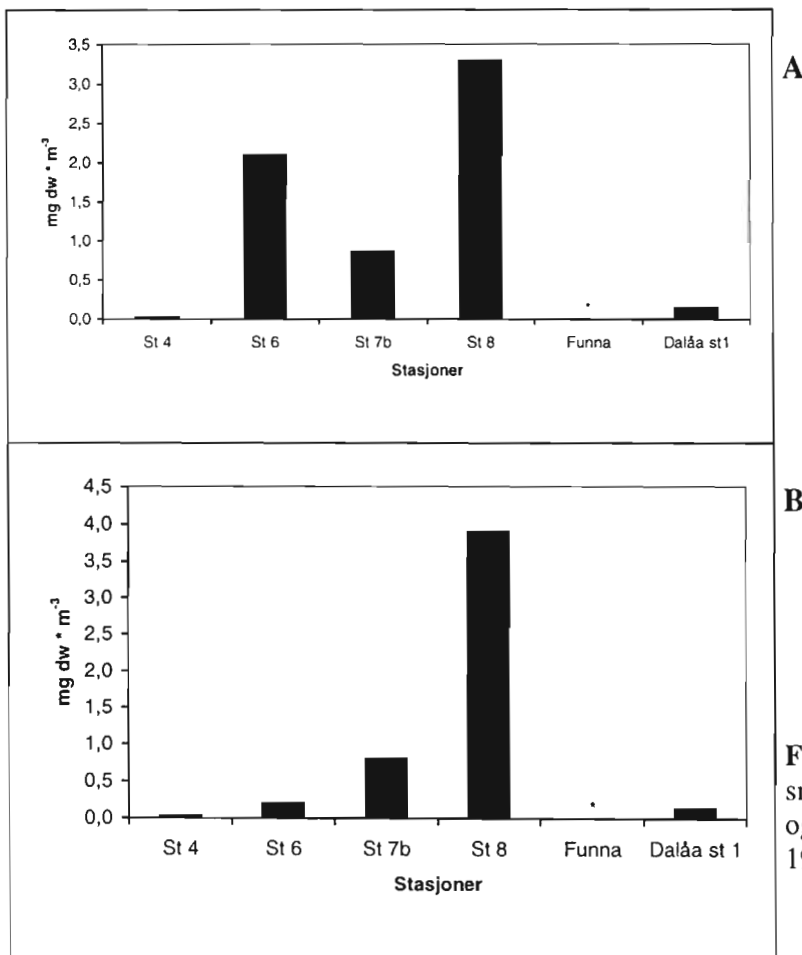 A
3,5
3,0
2,5
2,0
1,5
1,0
0,5
0,0
mg dw * m-3
*
St 4 St 6 St 7b St 8 Funna Dalåa st1
Stasjoner
B
4,5
4,0
3,5
3,0
2,5
2,0
1,5
1,0
0,5
0,0
mg dw * m-3
*
St 4 St 6 St 7b St 8 Funna Dalåa st 1
Stasjoner
F